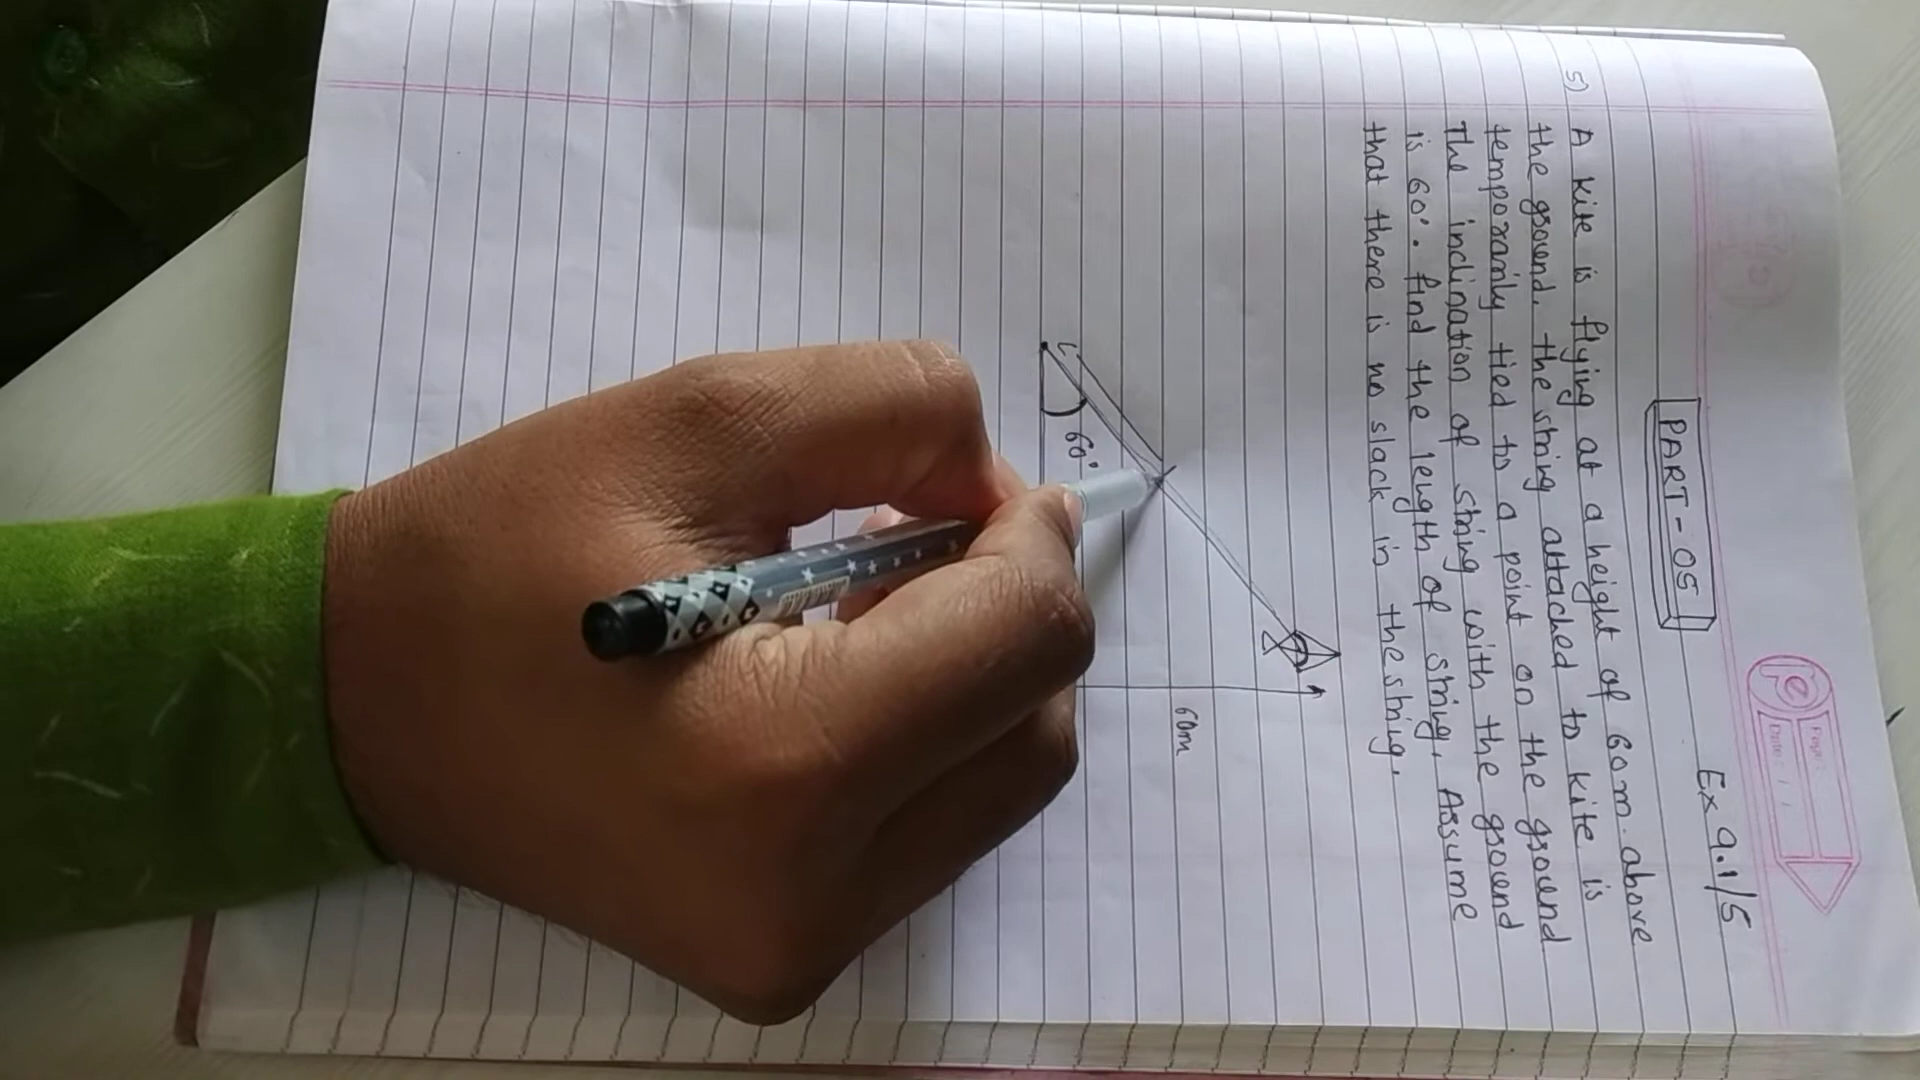 Page:
Date: / /
Ex 9.1/5
PART-05
5) A kite is flying at a height of 60m. above
the ground. the string attached to kite is
temporarily tied to a point on the ground
The inclination of string with the ground
is 60°. find the length of string. Assume
that there is no slack in the string.
60m
60°